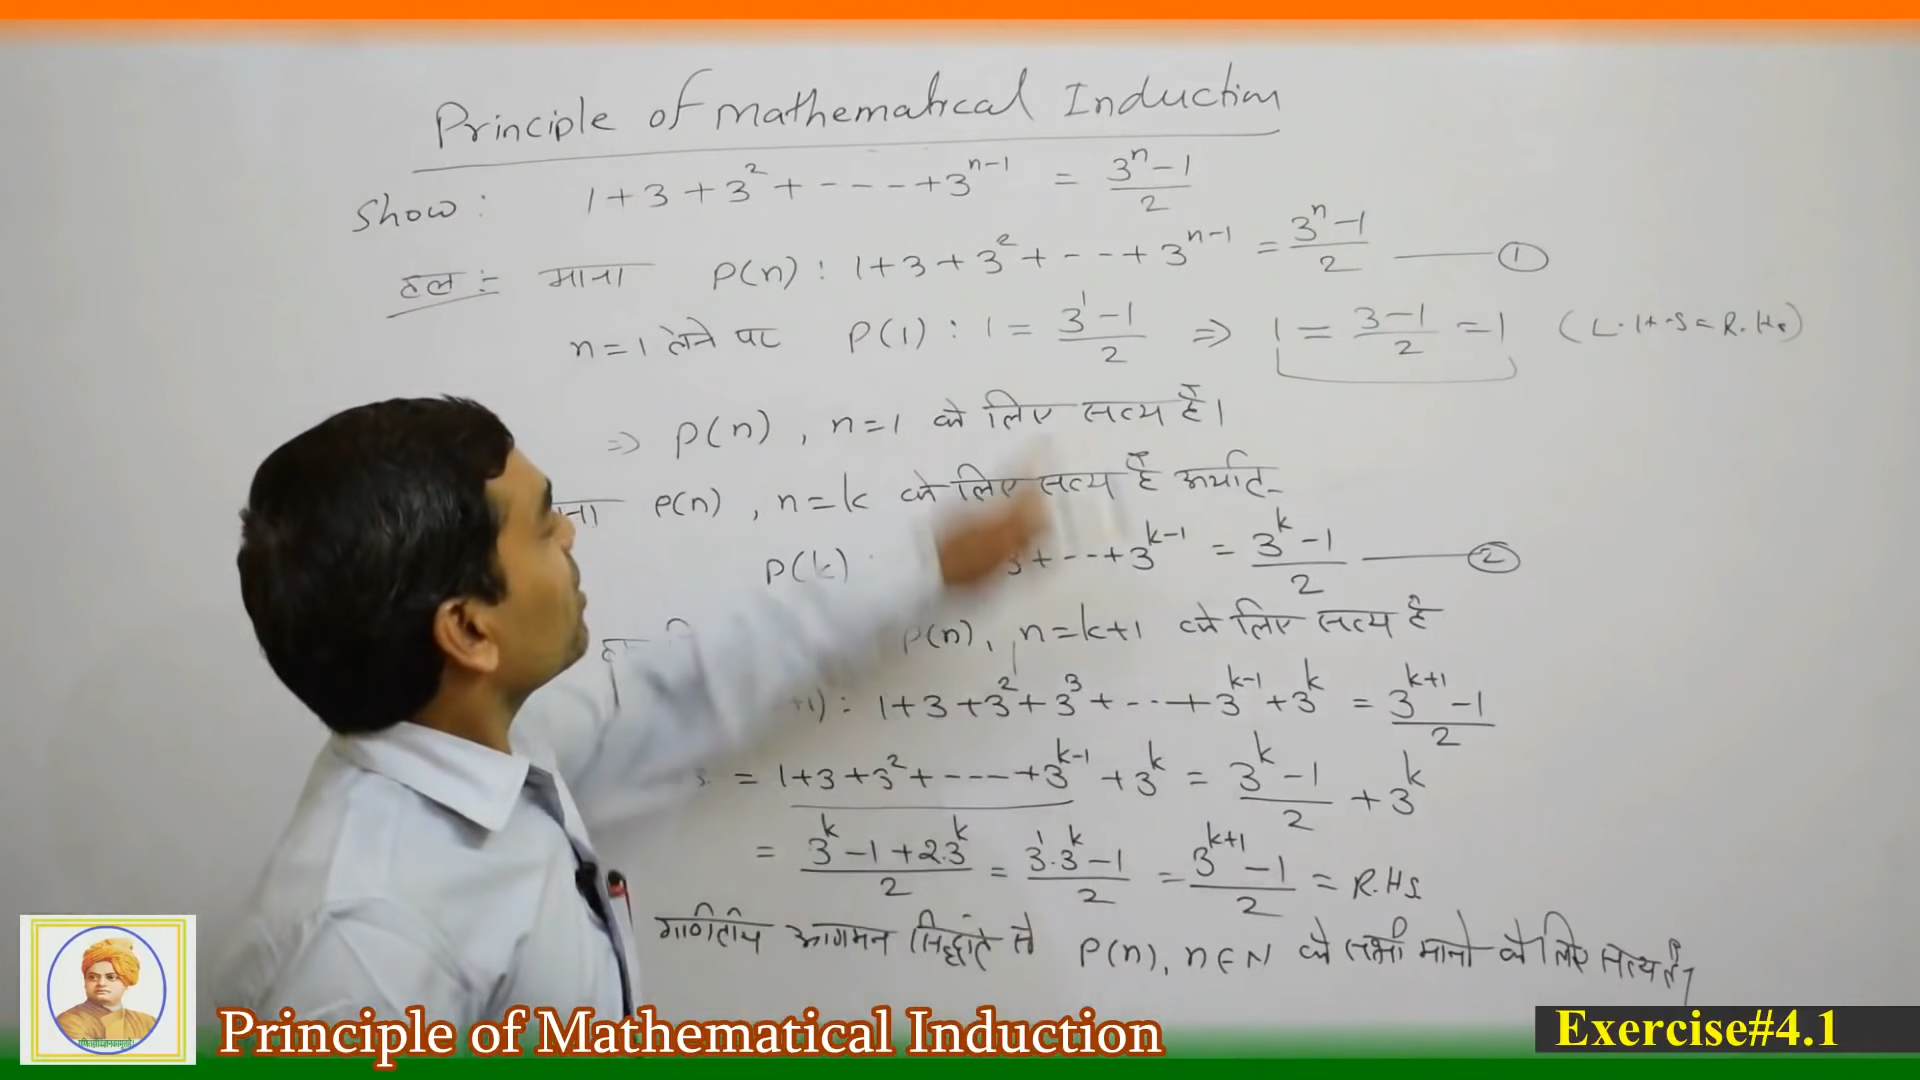 Principle of Mathematical Induction
Show : 1+3+3²+----+3ⁿ⁻¹ = (3ⁿ-1)/2
हल :- माना P(n) : 1+3+3²+---+3ⁿ⁻¹ = (3ⁿ-1)/2 —— ①
n=1 लेने पर P(1) : 1 = (3¹-1)/2 ⇒ 1 = (3-1)/2 = 1 (L.H.S = R.H.S)
⇒ P(n) , n=1 के लिए सत्य है।
P(n) , n=k के लिए सत्य है अर्थात-
P(k) 3+---+3ᵏ⁻¹ = (3ᵏ-1)/2 —— ②
P(n), n=k+1 के लिए सत्य है
+1) : 1+3+3²+3³+---+3ᵏ⁻¹+3ᵏ = (3ᵏ⁺¹-1)/2
= 1+3+3²+----+3ᵏ⁻¹ +3ᵏ = (3ᵏ-1)/2 + 3ᵏ
= (3ᵏ-1+2.3ᵏ)/2 = (3¹.3ᵏ-1)/2 = (3ᵏ⁺¹-1)/2 = R.HS
गणितीय आगमन सिद्धांत से P(n), n∈N के सभी मानो के लिए सत्य है।
Principle of Mathematical Induction
Exercise#4.1